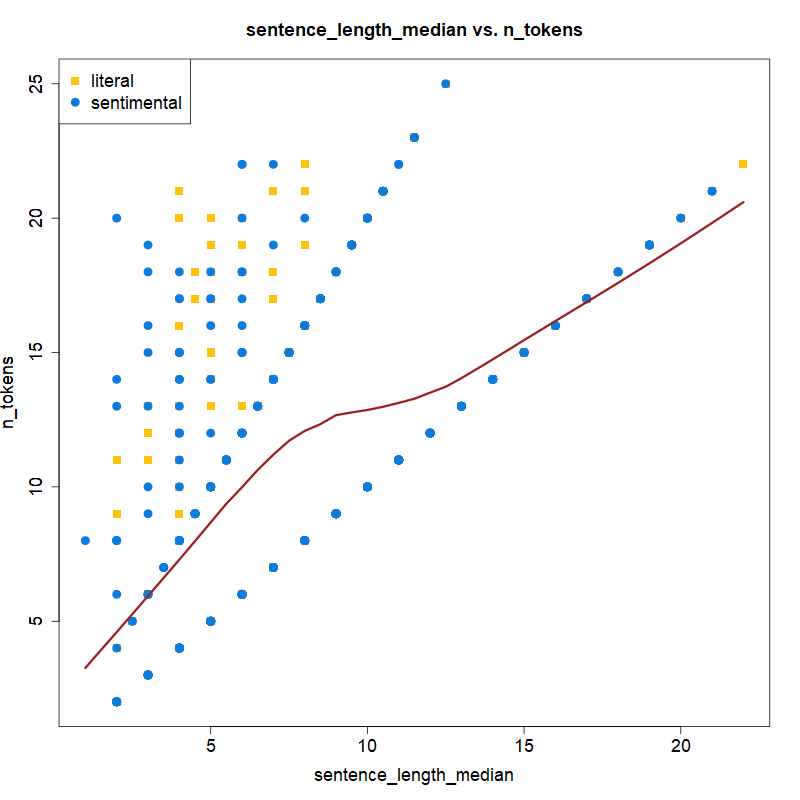 sentence_length_median vs. n_tokens
literal
sentimental
n_tokens
25
20
15
10
5
5 10 15 20
sentence_length_median